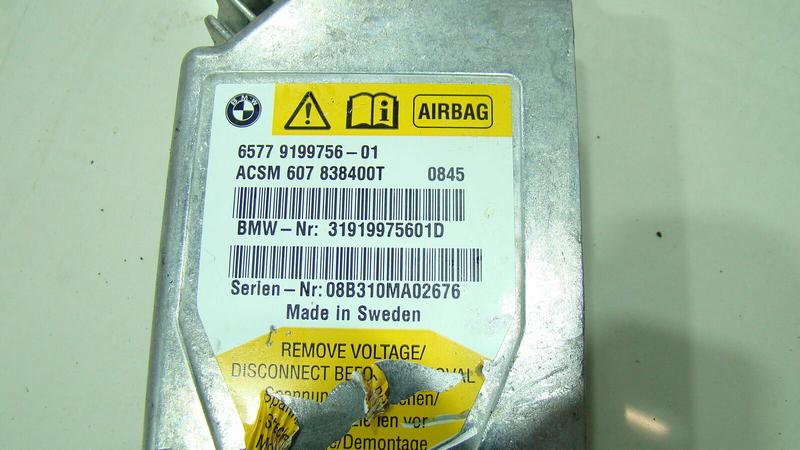 BMW
AIRBAG
6577 9199756-01
ACSM 607 838400T 0845
BMW-Nr: 31919975601D
Serien-Nr: 08B310MA02676
Made in Sweden
REMOVE VOLTAGE/
DISCONNECT
vor
/Demontage